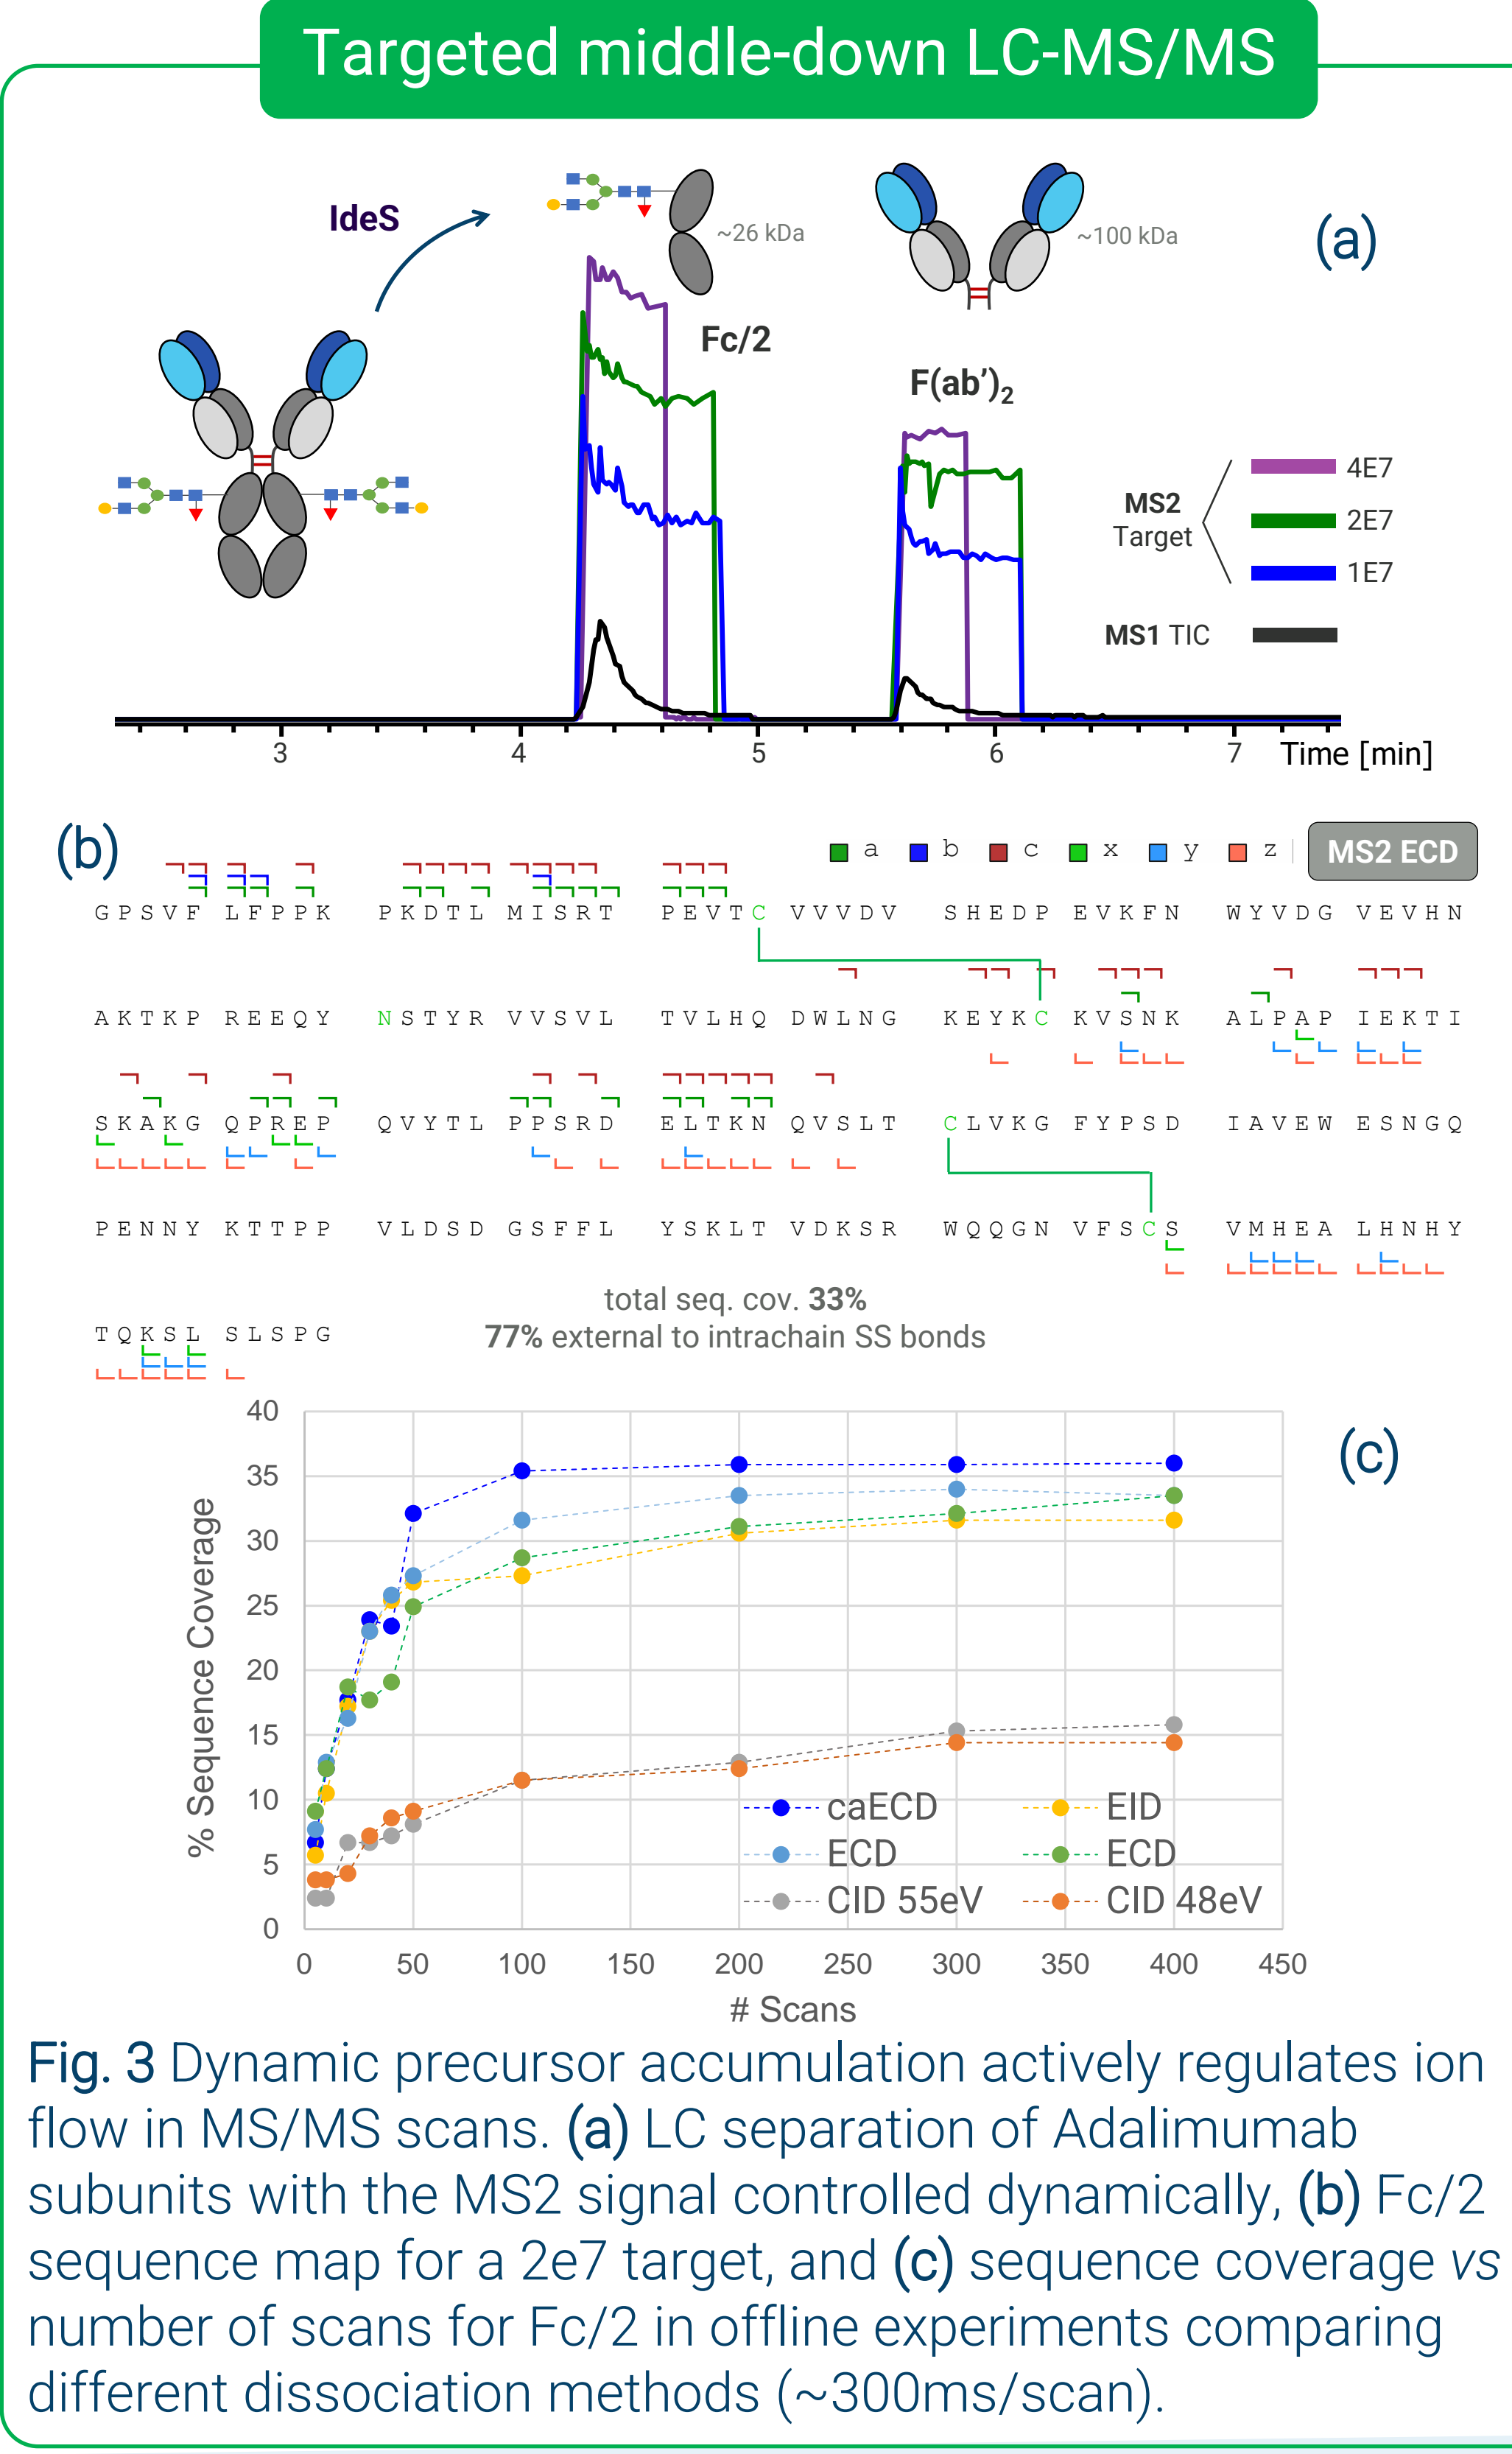 Targeted middle-down LC-MS/MS
IdeS
~26 kDa
~100 kDa
(a)
Fc/2
F(ab’)2
MS2
Target
4E7
2E7
1E7
MS1 TIC
3 4 5 6 7 Time [min]
(b)
a b c x y z MS2 ECD
GPSVF LFPPK PKDTL MISRT PEVTC VVVDV SHEDP EVKFN WYVDG VEVHN
AKTKP REEQY NSTYR VVSVL TVLHQ DWLNG KEYKC KVSNK ALPAP IEKTI
SKAKG QPREP QVYTL PPSRD ELTKN QVSLT CLVKG FYPSD IAVEW ESNGQ
PENNY KTTPP VLDSD GSFFL YSKLT VDKSR WQQGN VFSCS VMHEA LHNHY
total seq. cov. 33%
TQKSL SLSPG
77% external to intrachain SS bonds
(c)
40
35
30
25
20
15
10
5
0
% Sequence Coverage
caECD EID
ECD ECD
CID 55eV CID 48eV
0 50 100 150 200 250 300 350 400 450
# Scans
Fig. 3 Dynamic precursor accumulation actively regulates ion
flow in MS/MS scans. (a) LC separation of Adalimumab
subunits with the MS2 signal controlled dynamically, (b) Fc/2
sequence map for a 2e7 target, and (c) sequence coverage vs
number of scans for Fc/2 in offline experiments comparing
different dissociation methods (~300ms/scan).